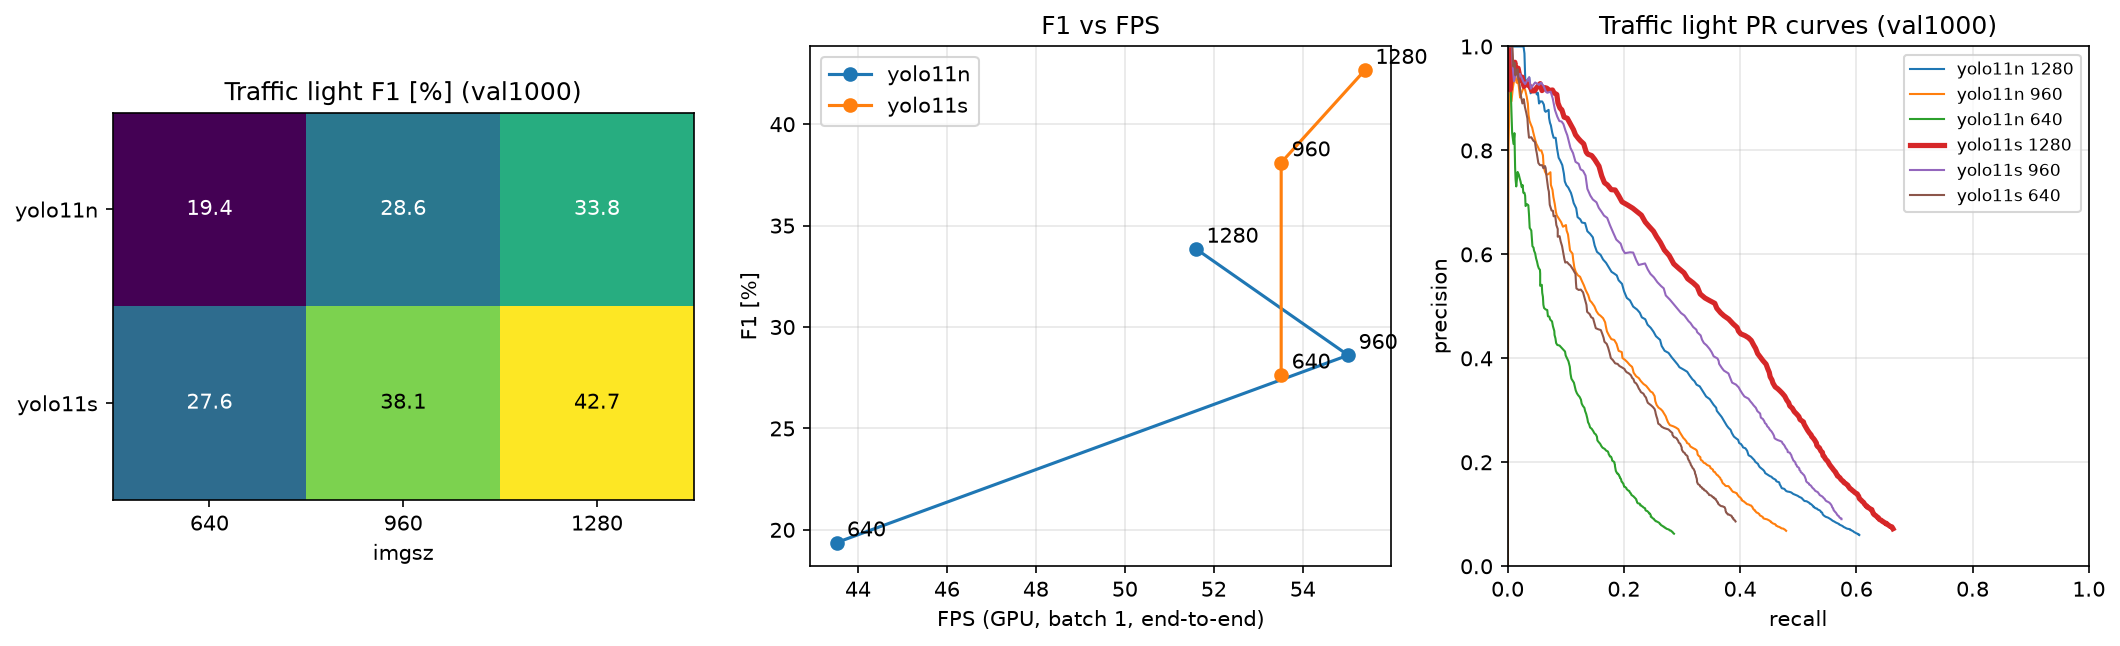 Traffic light F1 [%] (val1000)
yolo11n
19.4 28.6 33.8
yolo11s
27.6 38.1 42.7
640 960 1280
imgsz
F1 vs FPS
yolo11n
yolo11s
1280
960
1280
960
640
640
40
35
30
25
20
F1 [%]
44 46 48 50 52 54
FPS (GPU, batch 1, end-to-end)
Traffic light PR curves (val1000)
yolo11n 1280
yolo11n 960
yolo11n 640
yolo11s 1280
yolo11s 960
yolo11s 640
1.0
0.8
0.6
0.4
0.2
0.0
precision
0.0 0.2 0.4 0.6 0.8 1.0
recall